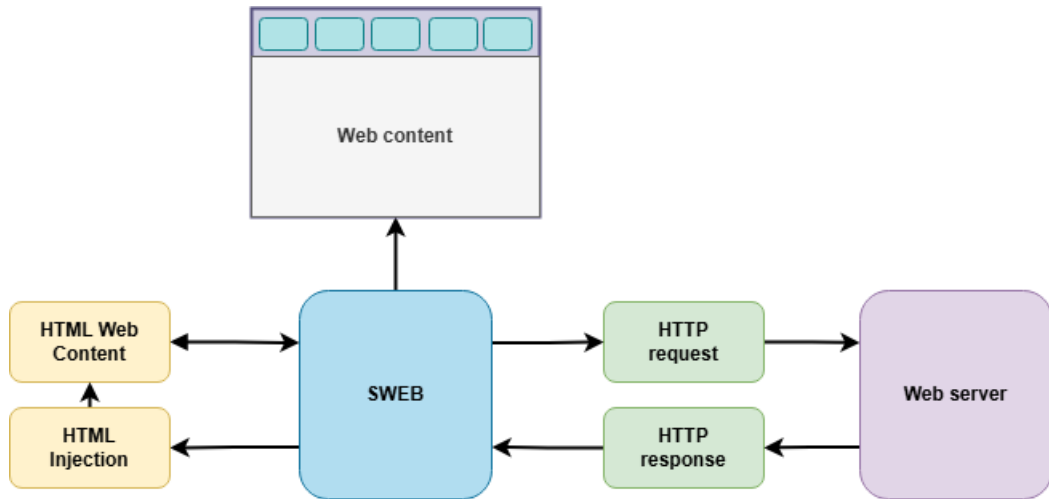 Web content
HTML Web
Content
SWEB
HTTP
request
Web server
HTML
Injection
HTTP
response